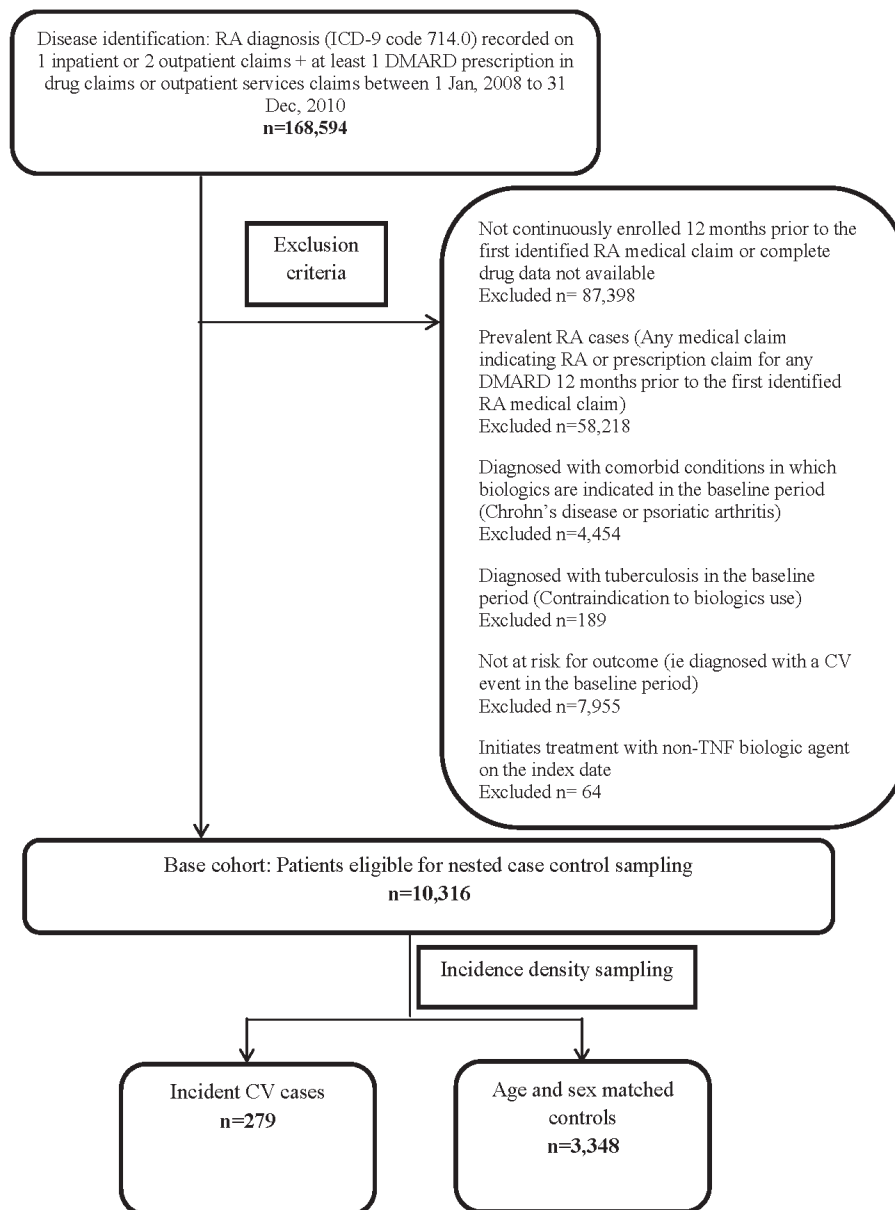 Disease identification: RA diagnosis (ICD-9 code 714.0) recorded on
1 inpatient or 2 outpatient claims + at least 1 DMARD prescription in
drug claims or outpatient services claims between 1 Jan, 2008 to 31
Dec, 2010
n=168,594
Exclusion
criteria
Not continuously enrolled 12 months prior to the
first identified RA medical claim or complete
drug data not available
Excluded n= 87,398
Prevalent RA cases (Any medical claim
indicating RA or prescription claim for any
DMARD 12 months prior to the first identified
RA medical claim)
Excluded n=58,218
Diagnosed with comorbid conditions in which
biologics are indicated in the baseline period
(Chrohn’s disease or psoriatic arthritis)
Excluded n=4,454
Diagnosed with tuberculosis in the baseline
period (Contraindication to biologics use)
Excluded n=189
Not at risk for outcome (ie diagnosed with a CV
event in the baseline period)
Excluded n=7,955
Initiates treatment with non-TNF biologic agent
on the index date
Excluded n= 64
Base cohort: Patients eligible for nested case control sampling
n=10,316
Incidence density sampling
Incident CV cases
n=279
Age and sex matched
controls
n=3,348